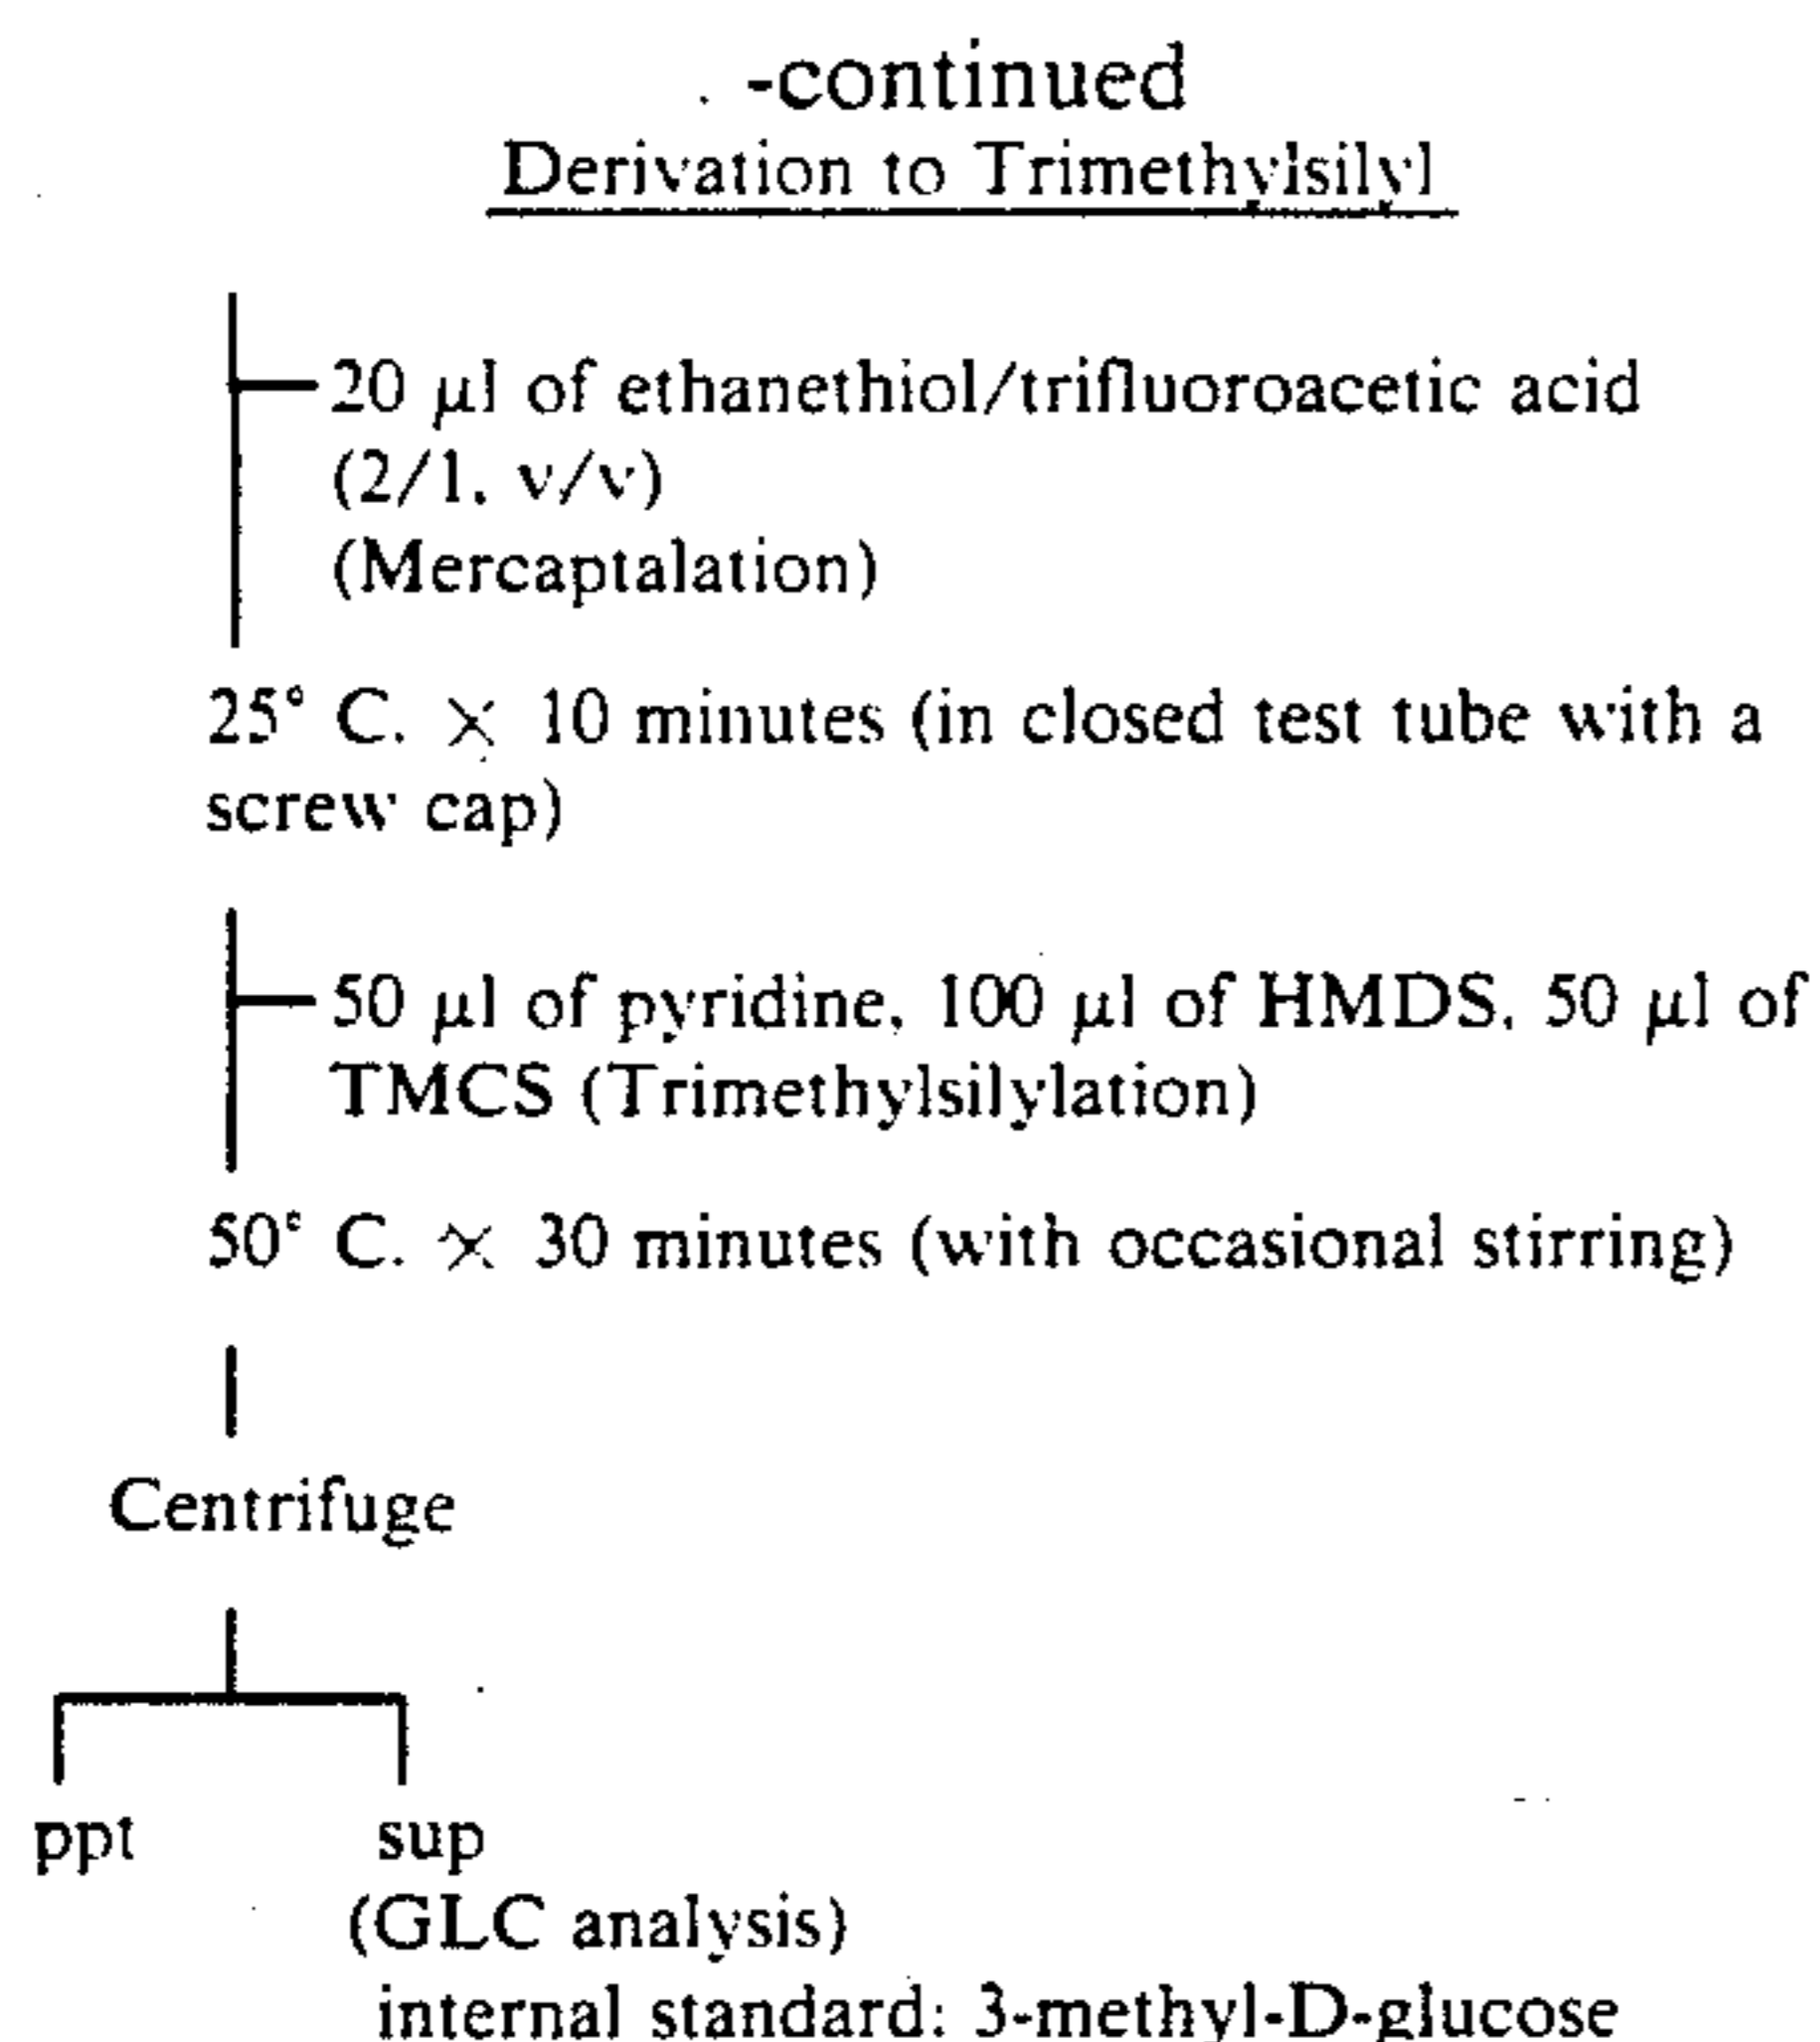 -continued
Derivation to Trimethylsilyl
20 μl of ethanethiol/trifluoroacetic acid
(2/1, v/v)
(Mercaptalation)
25° C. × 10 minutes (in closed test tube with a
screw cap)
50 μl of pyridine, 100 μl of HMDS, 50 μl of
TMCS (Trimethylsilylation)
50° C. × 30 minutes (with occasional stirring)
Centrifuge
ppt sup
(GLC analysis)
internal standard: 3-methyl-D-glucose